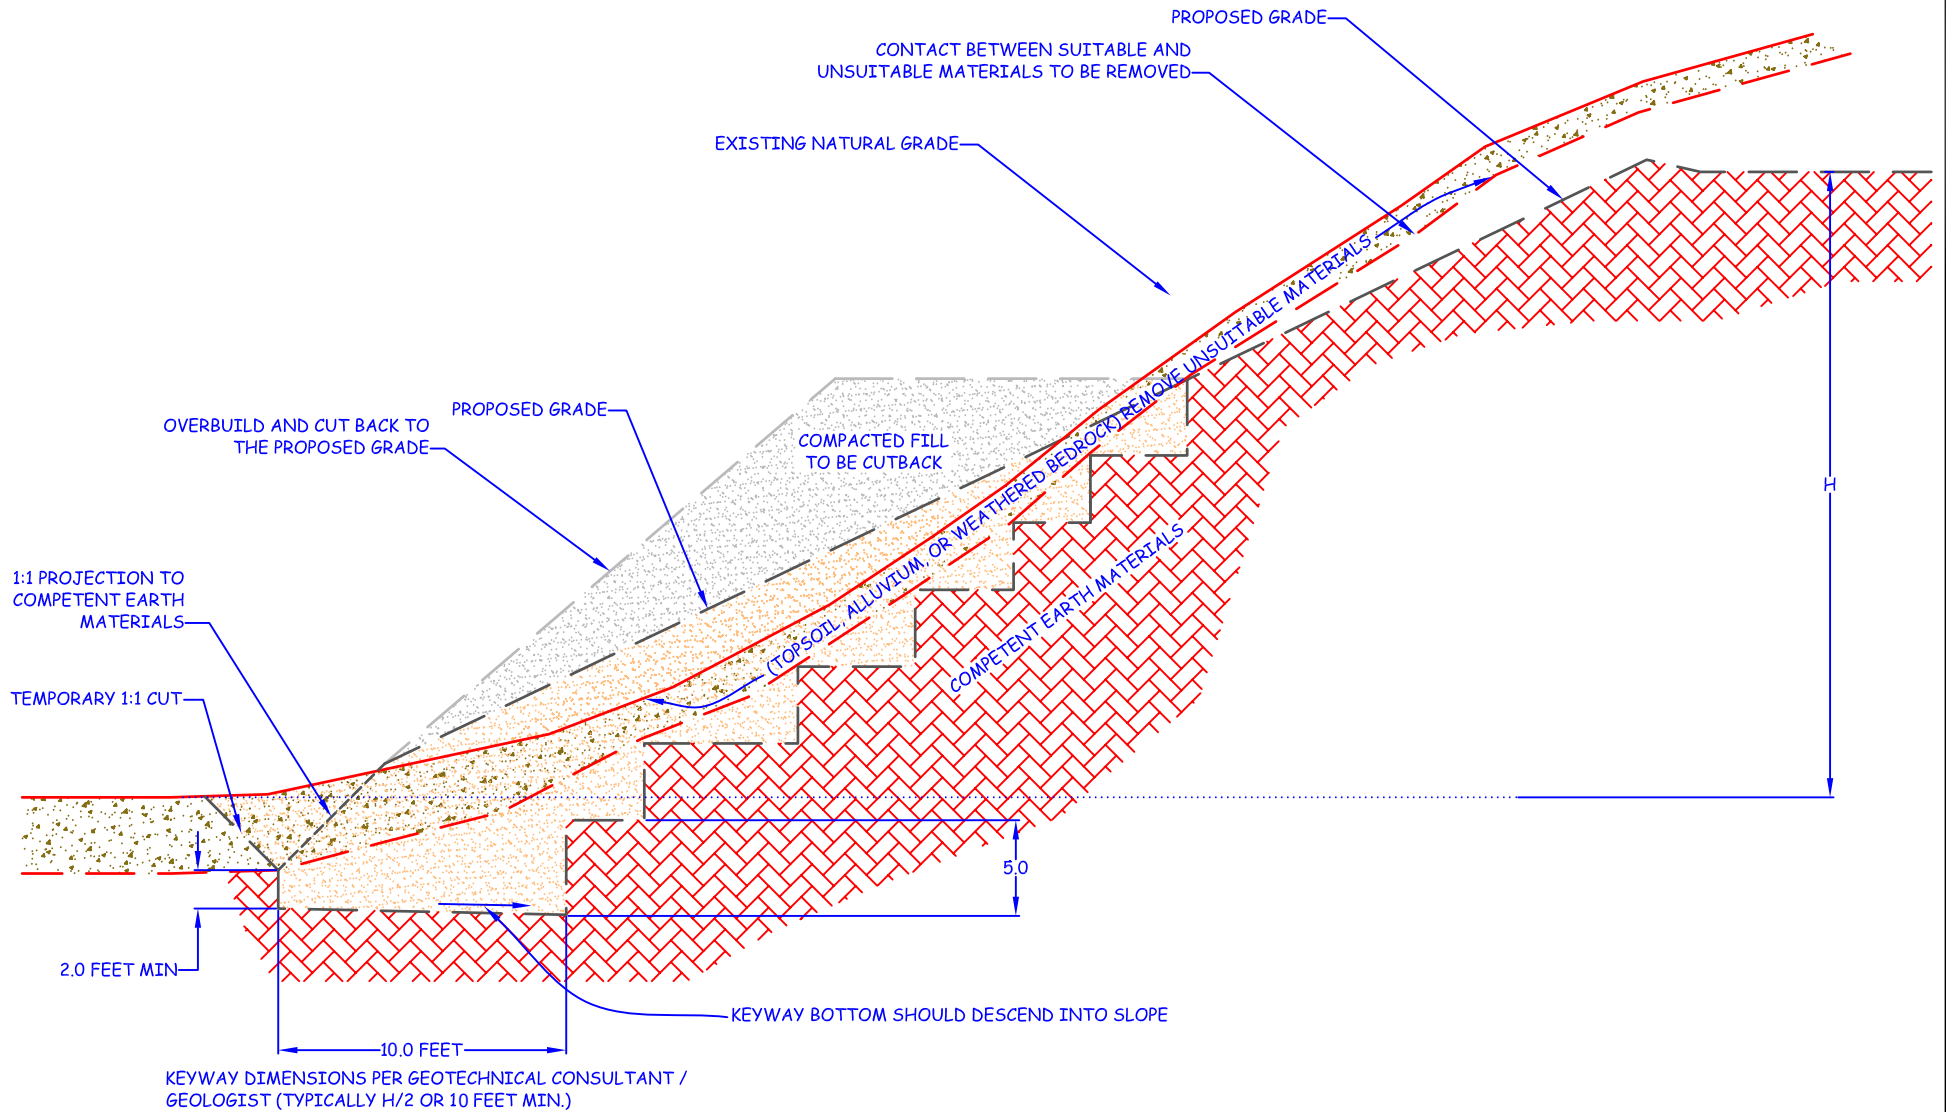 PROPOSED GRADE
CONTACT BETWEEN SUITABLE AND
UNSUITABLE MATERIALS TO BE REMOVED
EXISTING NATURAL GRADE
(TOPSOIL, ALLUVIUM, OR WEATHERED BEDROCK) REMOVE UNSUITABLE MATERIALS
PROPOSED GRADE
OVERBUILD AND CUT BACK TO
THE PROPOSED GRADE
COMPACTED FILL
TO BE CUTBACK
H
COMPETENT EARTH MATERIALS
1:1 PROJECTION TO
COMPETENT EARTH
MATERIALS
TEMPORARY 1:1 CUT
5.0
2.0 FEET MIN
KEYWAY BOTTOM SHOULD DESCEND INTO SLOPE
10.0 FEET
KEYWAY DIMENSIONS PER GEOTECHNICAL CONSULTANT /
GEOLOGIST (TYPICALLY H/2 OR 10 FEET MIN.)